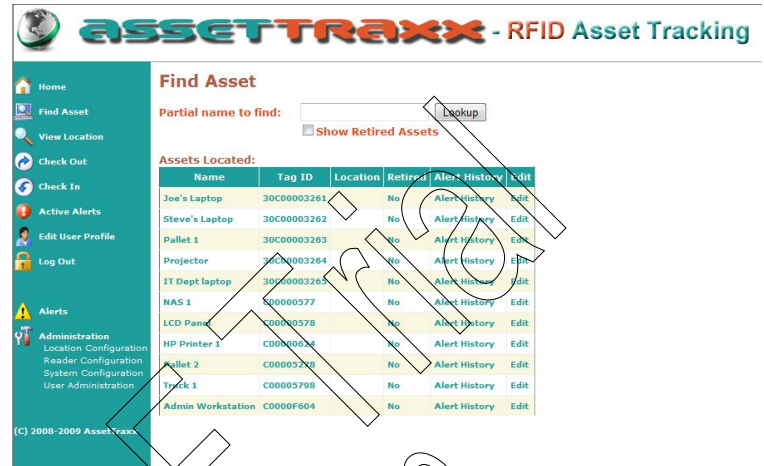 assetTraxx - RFID Asset Tracking
Home
Find Asset
View Location
Check Out
Check In
Active Alerts
Edit User Profile
Log Out
Alerts
Administration
Location Configuration
Reader Configuration
System Configuration
User Administration
(C) 2008-2009 AssetTraxx
Find Asset
Partial name to find: Lookup
Show Retired Assets
Assets Located:
Name Tag ID Location Retired Alert History Edit
Joe's Laptop 30C00003261 No Alert History Edit
Steve's Laptop 30C00003262 No Alert History Edit
Pallet 1 30C00003263 No Alert History Edit
Projector 30C00003264 No Alert History Edit
IT Dept laptop 30C00003265 No Alert History Edit
NAS 1 C00000577 No Alert History Edit
LCD Panel C00000578 No Alert History Edit
HP Printer 1 C00000624 No Alert History Edit
Pallet 2 C00005278 No Alert History Edit
Truck 1 C00005798 No Alert History Edit
Admin Workstation C0000F604 No Alert History Edit
Trial